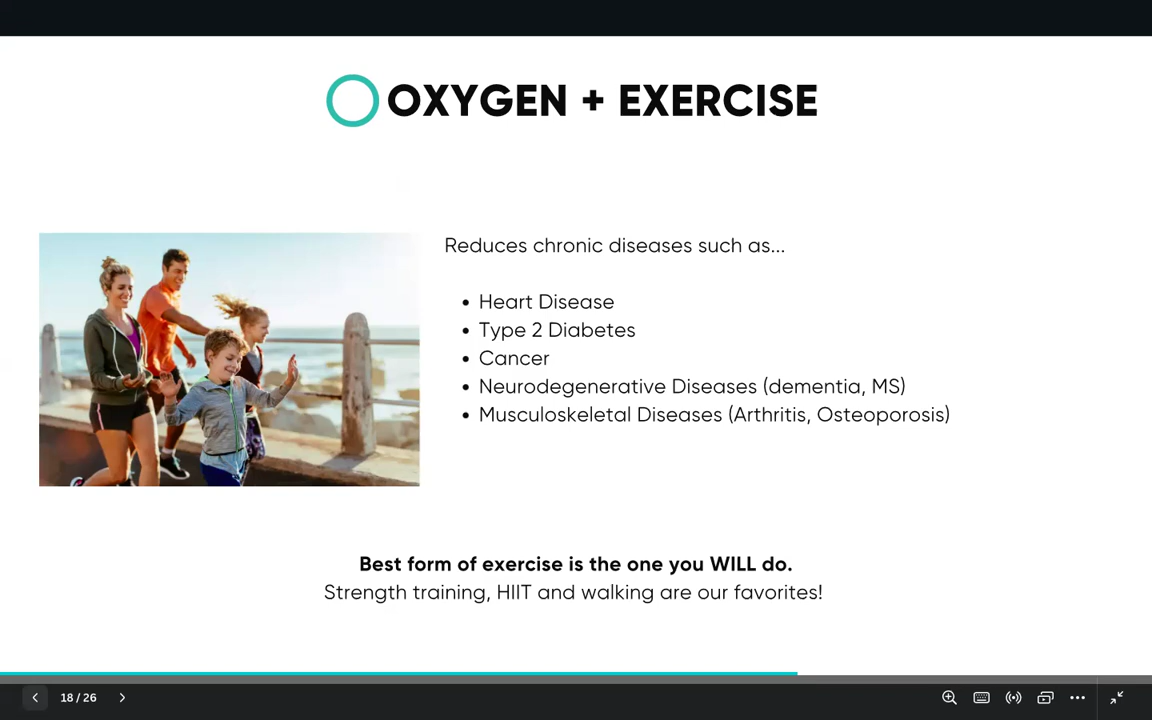 OXYGEN + EXERCISE
Reduces chronic diseases such as...
• Heart Disease
• Type 2 Diabetes
• Cancer
• Neurodegenerative Diseases (dementia, MS)
• Musculoskeletal Diseases (Arthritis, Osteoporosis)
Best form of exercise is the one you WILL do.
Strength training, HIIT and walking are our favorites!
18 / 26